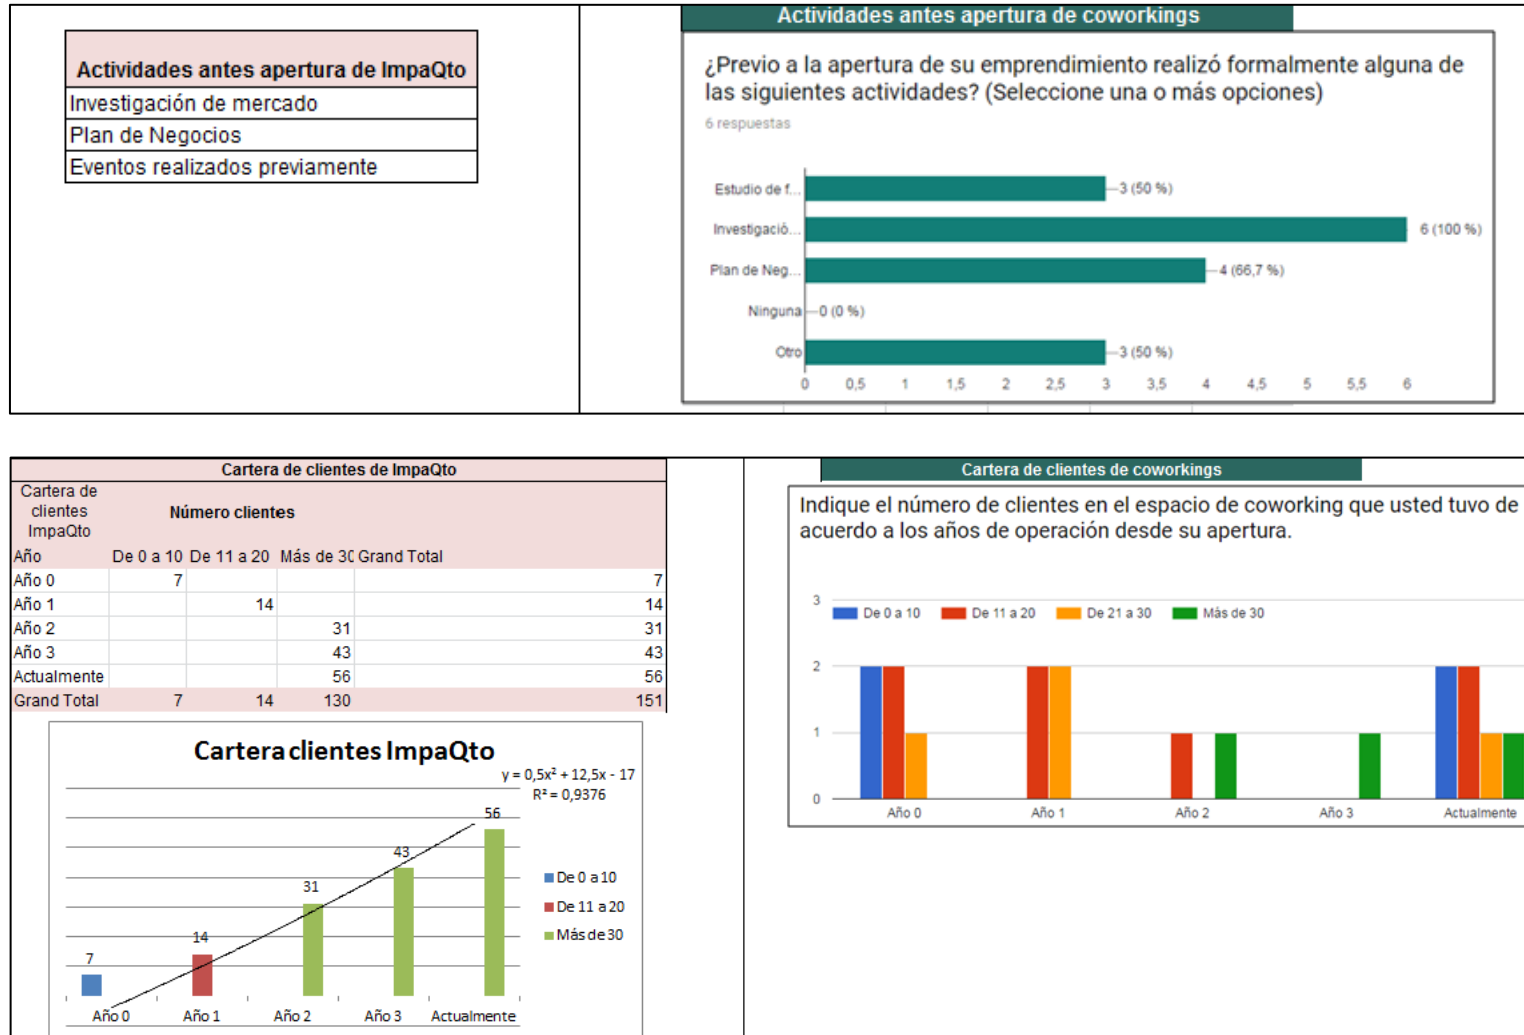 Actividades antes apertura de ImpaQto
Investigación de mercado
Plan de Negocios
Eventos realizados previamente
Actividades antes apertura de coworkings
¿Previo a la apertura de su emprendimiento realizó formalmente alguna de
las siguientes actividades? (Seleccione una o más opciones)
6 respuestas
Estudio de f... 3 (50 %)
Investigació... 6 (100 %)
Plan de Neg... 4 (66,7 %)
Ninguna 0 (0 %)
Otro 3 (50 %)
0 0,5 1 1,5 2 2,5 3 3,5 4 4,5 5 5,5 6
Cartera de clientes de ImpaQto
Cartera de
clientes
ImpaQto
Número clientes
Año De 0 a 10 De 11 a 20 Más de 30 Grand Total
Año 0 7 7
Año 1 14 14
Año 2 31 31
Año 3 43 43
Actualmente 56 56
Grand Total 7 14 130 151
Cartera clientes ImpaQto
y = 0,5x² + 12,5x - 17
R² = 0,9376
7
14
31
43
56
De 0 a 10
De 11 a 20
Más de 30
Año 0 Año 1 Año 2 Año 3 Actualmente
Cartera de clientes de coworkings
Indique el número de clientes en el espacio de coworking que usted tuvo de
acuerdo a los años de operación desde su apertura.
3
De 0 a 10 De 11 a 20 De 21 a 30 Más de 30
2
1
0
Año 0 Año 1 Año 2 Año 3 Actualmente